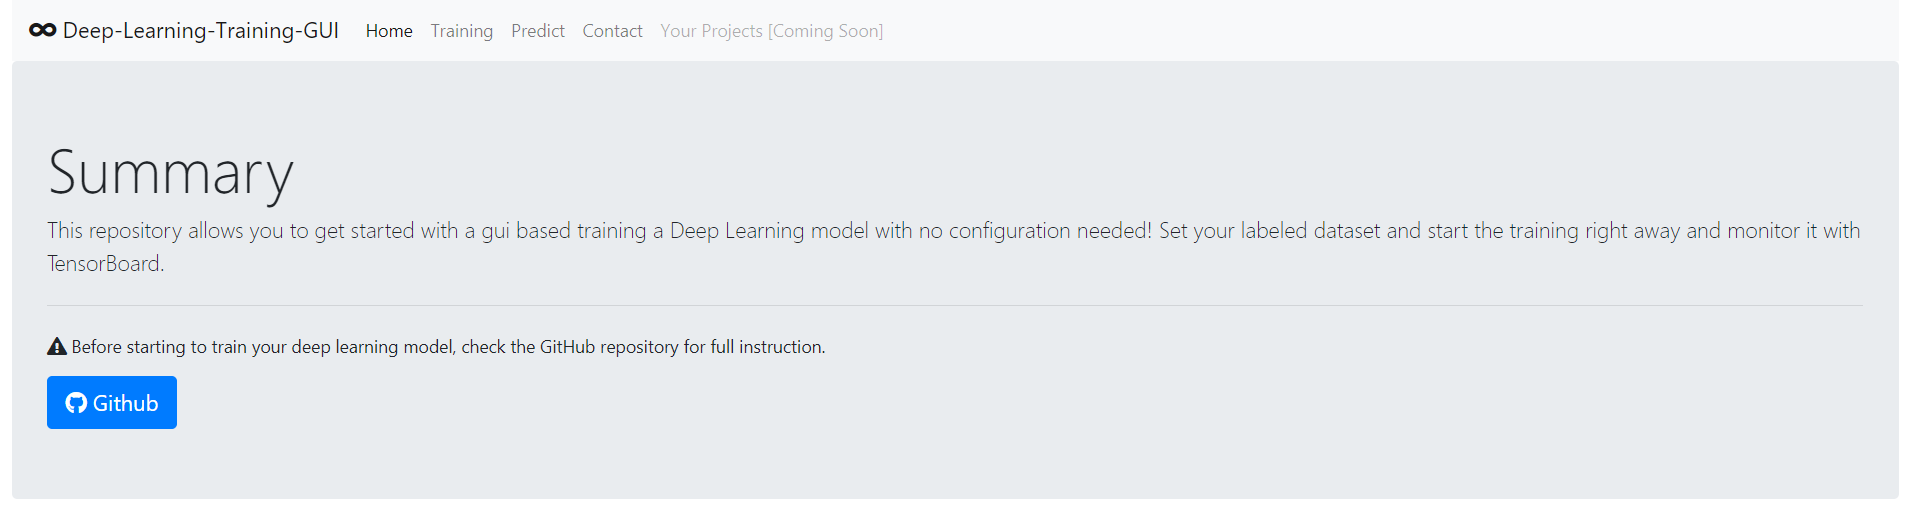 Deep-Learning-Training-GUI Home Training Predict Contact Your Projects [Coming Soon]
Summary
This repository allows you to get started with a gui based training a Deep Learning model with no configuration needed! Set your labeled dataset and start the training right away and monitor it with
TensorBoard.
Before starting to train your deep learning model, check the GitHub repository for full instruction.
Github